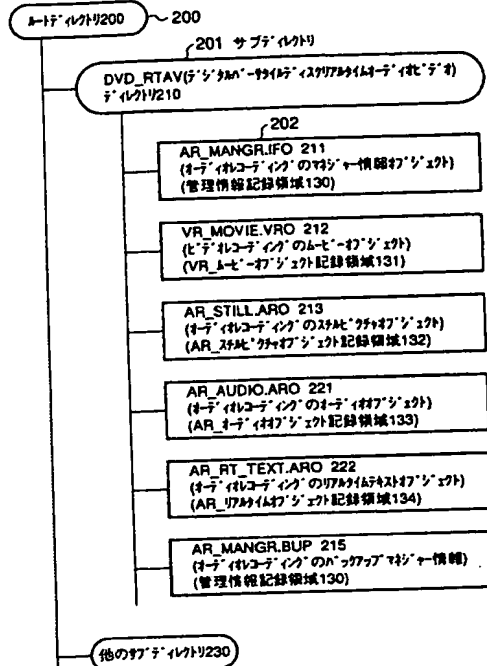 ルートディレクトリ200
200
201 サブディレクトリ
DVD_RTAV(デジタルバーサタイルディスクリアルタイムオーディオビデオ)
ディレクトリ210
202
AR_MANGR.IFO 211
(オーディオレコーディングのマネジャー情報オブジェクト)
(管理情報記録領域130)
VR_MOVIE.VRO 212
(ビデオレコーディングのムービーオブジェクト)
(VR_ムービーオブジェクト記録領域131)
AR_STILL.ARO 213
(オーディオレコーディングのスチルピクチャオブジェクト)
(AR_スチルピクチャオブジェクト記録領域132)
AR_AUDIO.ARO 221
(オーディオレコーディングのオーディオオブジェクト)
(AR_オーディオオブジェクト記録領域133)
AR_RT_TEXT.ARO 222
(オーディオレコーディングのリアルタイムテキストオブジェクト)
(AR_リアルタイムオブジェクト記録領域134)
AR_MANGR.BUP 215
(オーディオレコーディングのバックアップマネジャー情報)
(管理情報記録領域130)
他のサブディレクトリ230